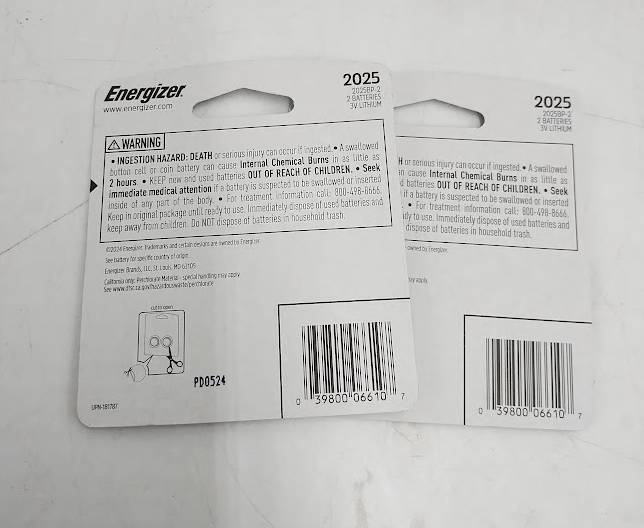 Energizer
www.energizer.com
2025
2025BP-2
2 BATTERIES
3V LITHIUM
WARNING
• INGESTION HAZARD: DEATH or serious injury can occur if ingested. • A swallowed
button cell or coin battery can cause Internal Chemical Burns in as little as
2 hours. • KEEP new and used batteries OUT OF REACH OF CHILDREN. • Seek
immediate medical attention if a battery is suspected to be swallowed or inserted
inside of any part of the body. • For treatment information call: 800-498-8666.
Keep in original package until ready to use. Immediately dispose of used batteries and
keep away from children. Do NOT dispose of batteries in household trash.
©2024 Energizer. Trademarks and certain designs are owned by Energizer.
See battery for specific country of origin.
Energizer Brands, LLC, St. Louis, MO 63105
California only: Perchlorate Material - special handling may apply.
See www.dtsc.ca.gov/hazardouswaste/perchlorate
cut to open
PD0524
UPN-181787
0 39800 06610 7
2025
2025BP-2
2 BATTERIES
3V LITHIUM
H or serious injury can occur if ingested. • A swallowed
cause Internal Chemical Burns in as little as
d batteries OUT OF REACH OF CHILDREN. • Seek
if a battery is suspected to be swallowed or inserted
• For treatment information call: 800-498-8666.
dy to use. Immediately dispose of used batteries and
dispose of batteries in household trash.
owned by Energizer.
may apply.
0 39800 06610 7